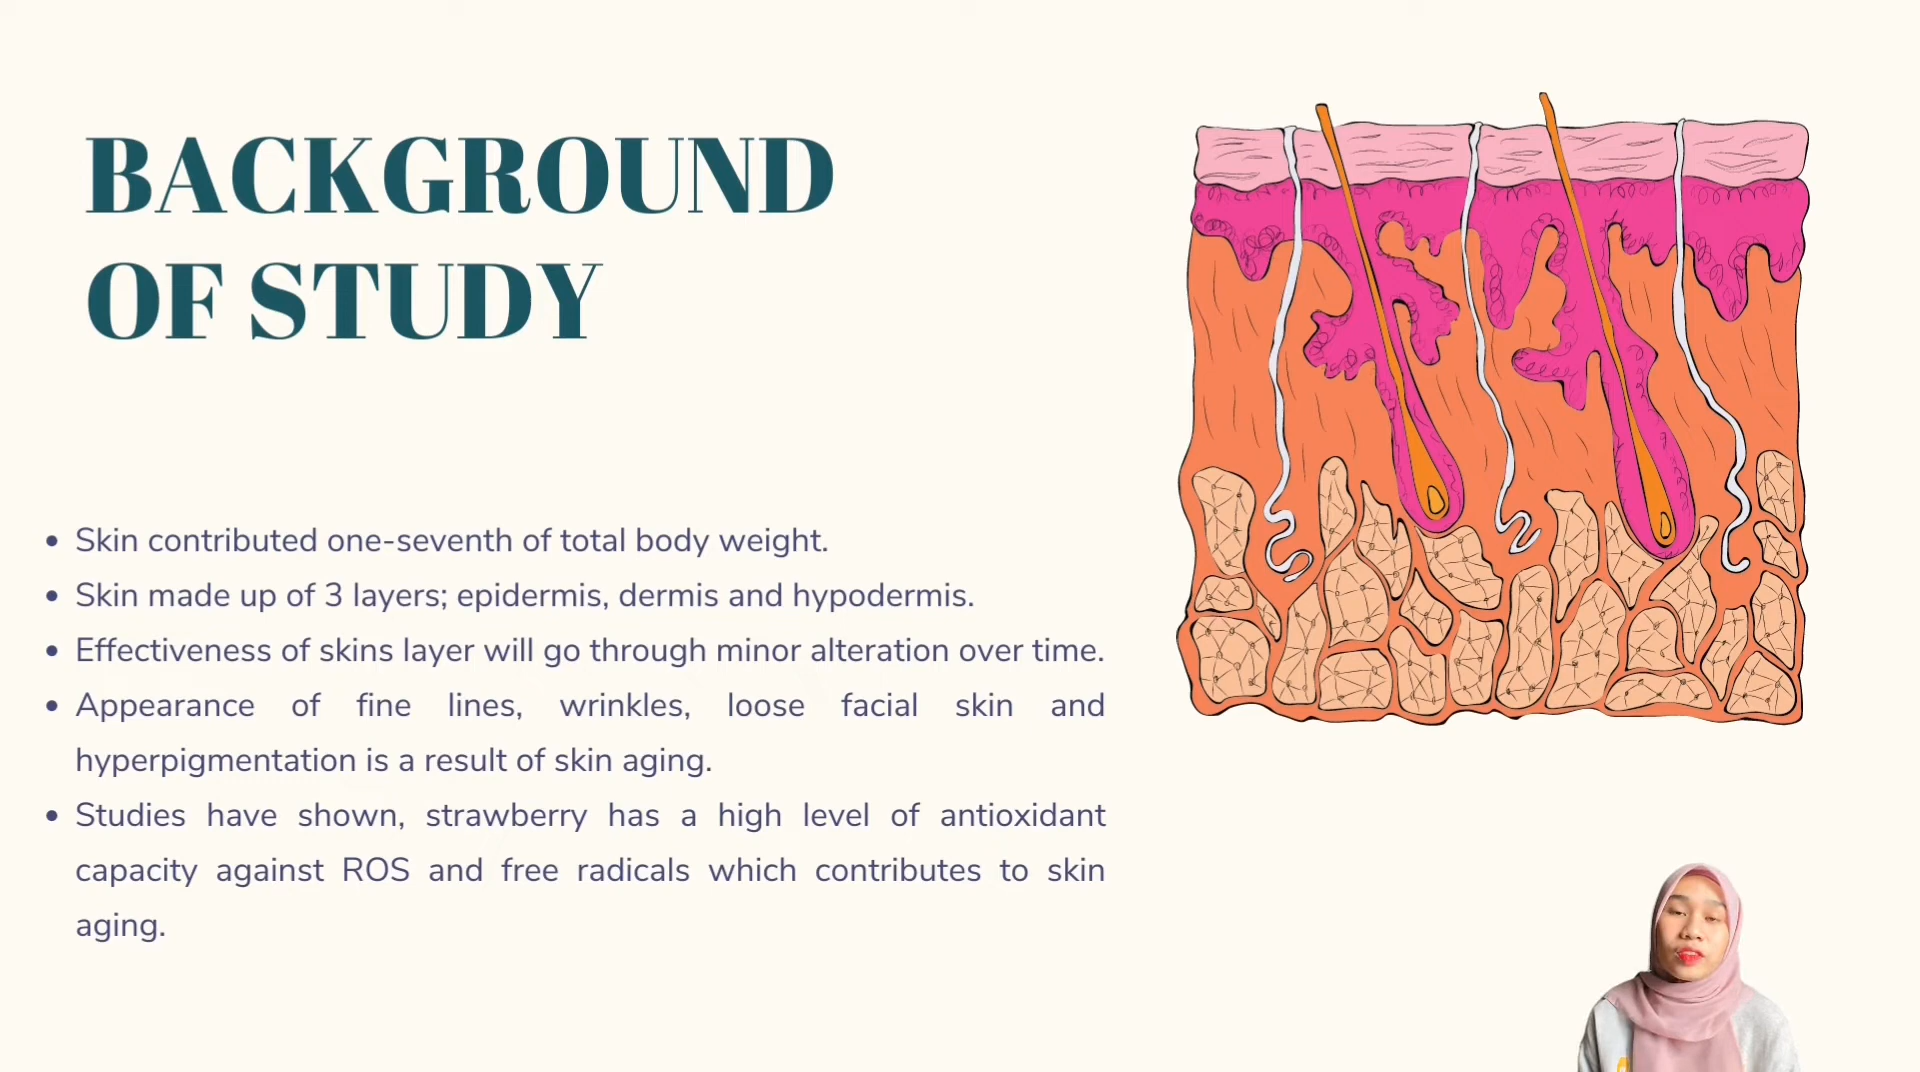 BACKGROUND
OF STUDY
• Skin contributed one-seventh of total body weight.
• Skin made up of 3 layers; epidermis, dermis and hypodermis.
• Effectiveness of skins layer will go through minor alteration over time.
• Appearance of fine lines, wrinkles, loose facial skin and
hyperpigmentation is a result of skin aging.
• Studies have shown, strawberry has a high level of antioxidant
capacity against ROS and free radicals which contributes to skin
aging.